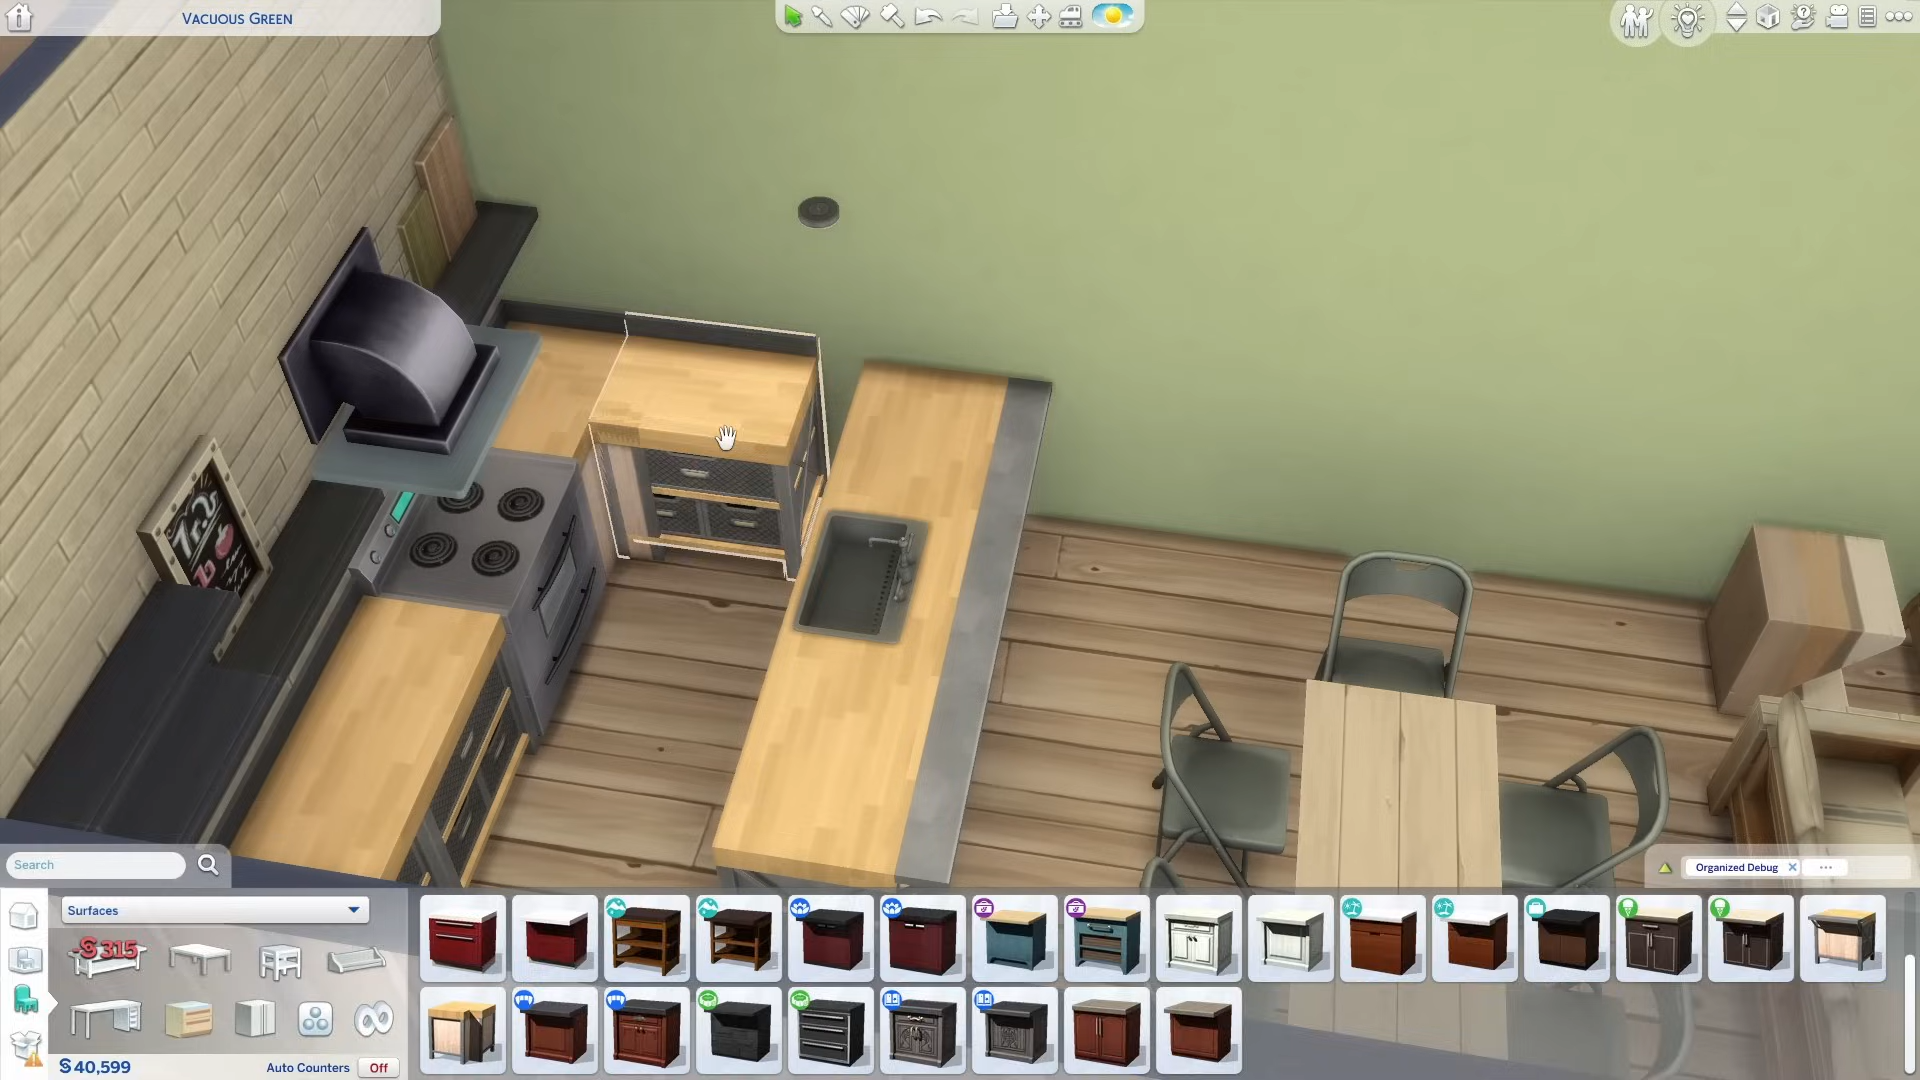 Vacuous Green
Search
Organized Debug
Surfaces
-§315
§40,599
Auto Counters
Off